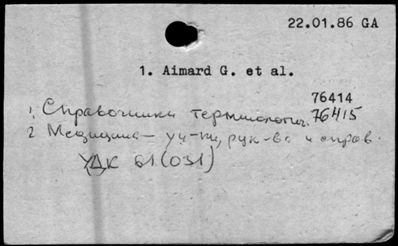 22.01.86 GA
1. Aimard G. et al.
76414
1. Справочники терминологич. 76415
2 Медицина — уч-ки, рук-ва и справ.
УДК 61(031)